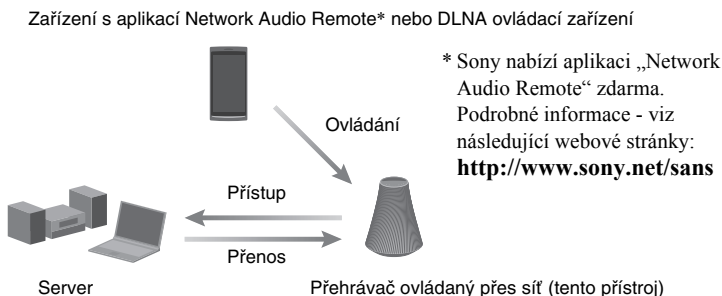 Zařízení s aplikací Network Audio Remote* nebo DLNA ovládací zařízení
* Sony nabízí aplikaci „Network
Audio Remote“ zdarma.
Podrobné informace - viz
následující webové stránky:
http://www.sony.net/sans
Ovládání
Přístup
Přenos
Server
Přehrávač ovládaný přes síť (tento přístroj)